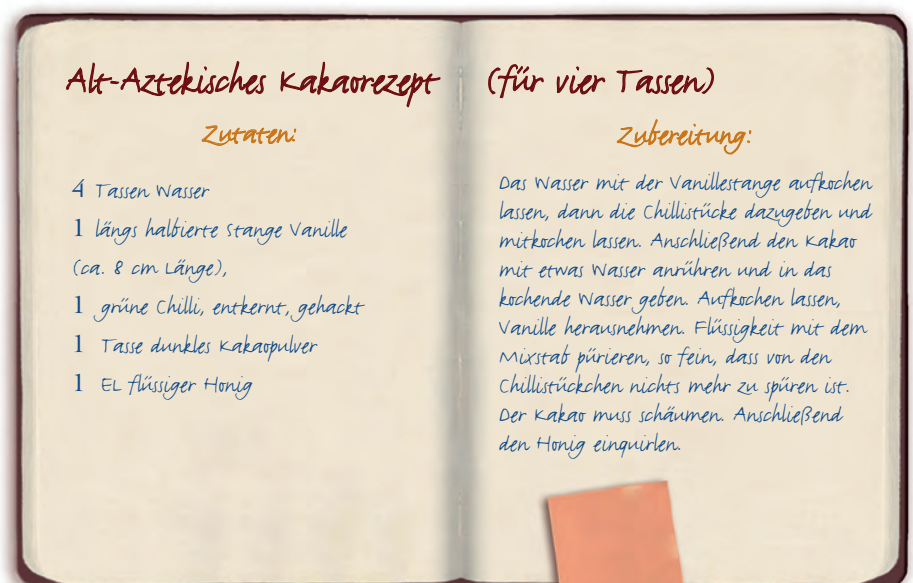 Alt-Aztekisches Kakaorezept (für vier Tassen)
Zutaten:
4 Tassen Wasser
1 längs halbierte Stange Vanille
(ca. 8 cm Länge),
1 grüne Chilli, entkernt, gehackt
1 Tasse dunkles Kakaopulver
1 EL flüssiger Honig
Zubereitung:
Das Wasser mit der Vanillestange aufkochen
lassen, dann die Chillistücke dazugeben und
mitkochen lassen. Anschließend den Kakao
mit etwas Wasser anrühren und in das
kochende Wasser geben. Aufkochen lassen,
Vanille herausnehmen. Flüssigkeit mit dem
Mixstab pürieren, so fein, dass von den
Chillistückchen nichts mehr zu spüren ist.
Der Kakao muss schäumen. Anschließend
den Honig einquirlen.